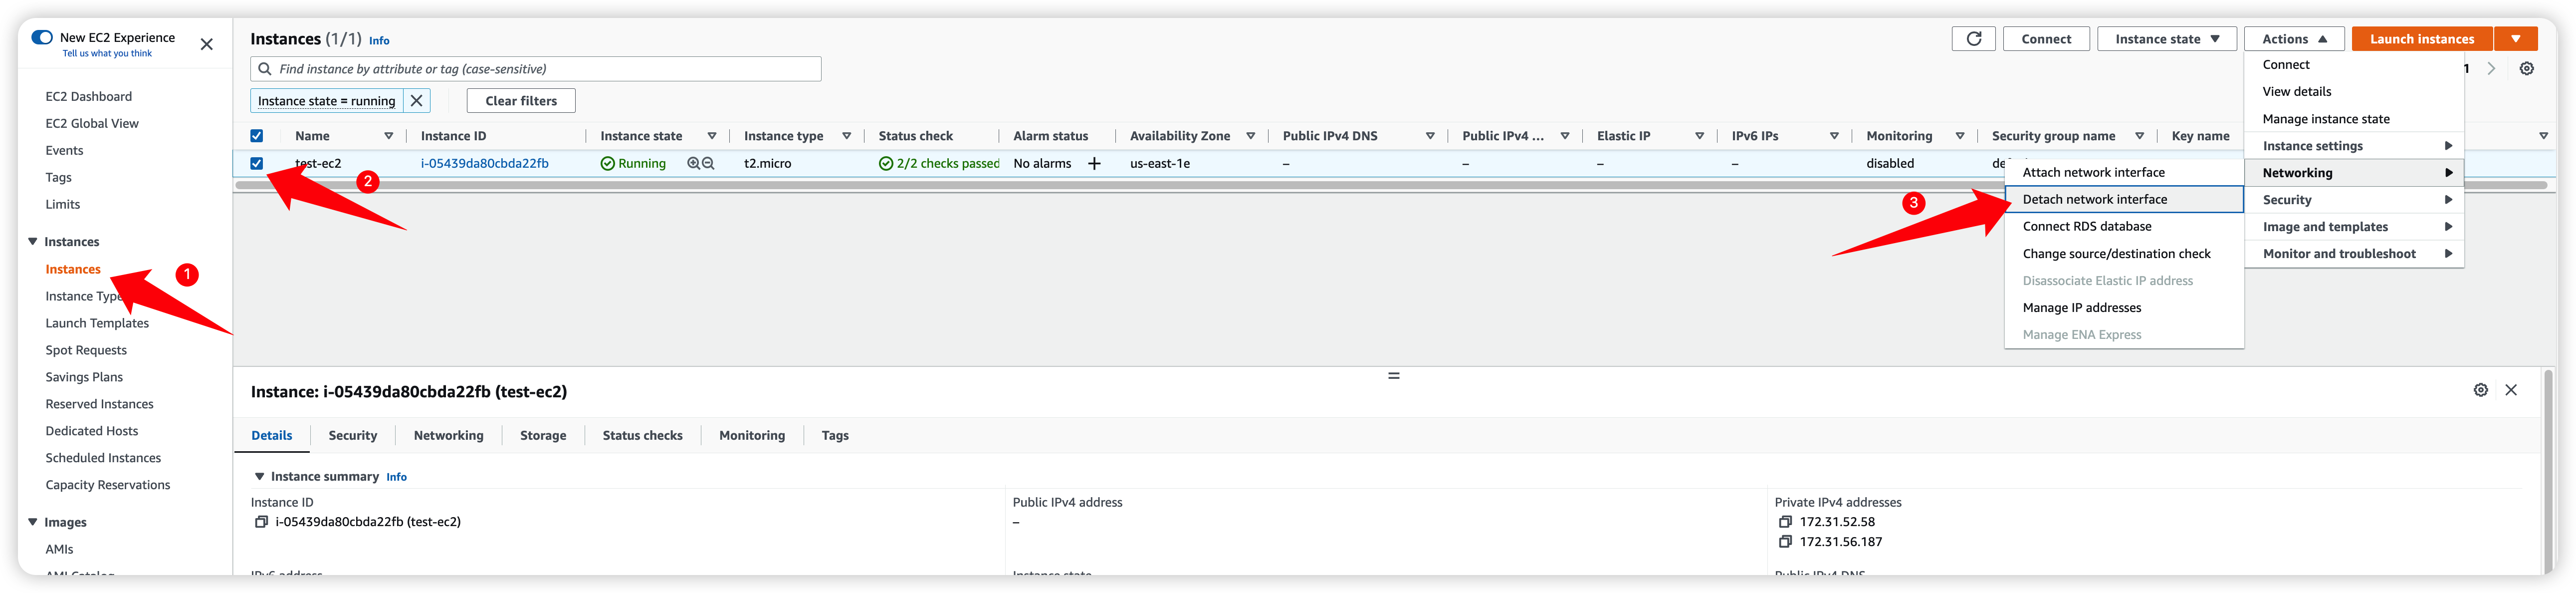 New EC2 Experience
Tell us what you think
EC2 Dashboard
EC2 Global View
Events
Tags
Limits
Instances
Instances
1
Instance Type
Launch Templates
Spot Requests
Savings Plans
Reserved Instances
Dedicated Hosts
Scheduled Instances
Capacity Reservations
Images
AMIs
Instances (1/1) Info
Connect
Instance state
Actions
Launch instances
Find instance by attribute or tag (case-sensitive)
1
Instance state = running
Clear filters
Name Instance ID Instance state Instance type Status check Alarm status Availability Zone Public IPv4 DNS Public IPv4 ... Elastic IP IPv6 IPs Monitoring Security group name Key name
test-ec2 i-05439da80cbda22fb Running t2.micro 2/2 checks passed No alarms + us-east-1e – – – – disabled
2
Connect
View details
Manage instance state
Instance settings
Networking
Security
Image and templates
Monitor and troubleshoot
Attach network interface
3
Detach network interface
Connect RDS database
Change source/destination check
Disassociate Elastic IP address
Manage IP addresses
Manage ENA Express
Instance: i-05439da80cbda22fb (test-ec2)
Details Security Networking Storage Status checks Monitoring Tags
Instance summary Info
Instance ID
i-05439da80cbda22fb (test-ec2)
Public IPv4 address
–
Private IPv4 addresses
172.31.52.58
172.31.56.187